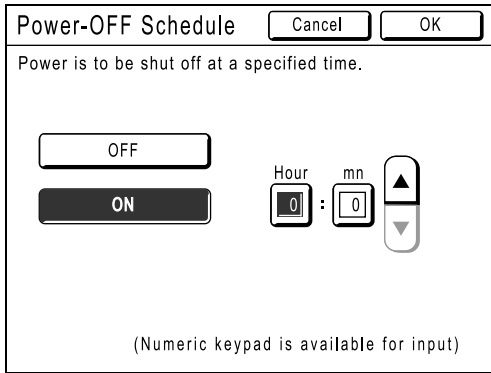 Power-OFF Schedule Cancel OK
Power is to be shut off at a specified time.
OFF
Hour mn
ON 0 : 0
(Numeric keypad is available for input)